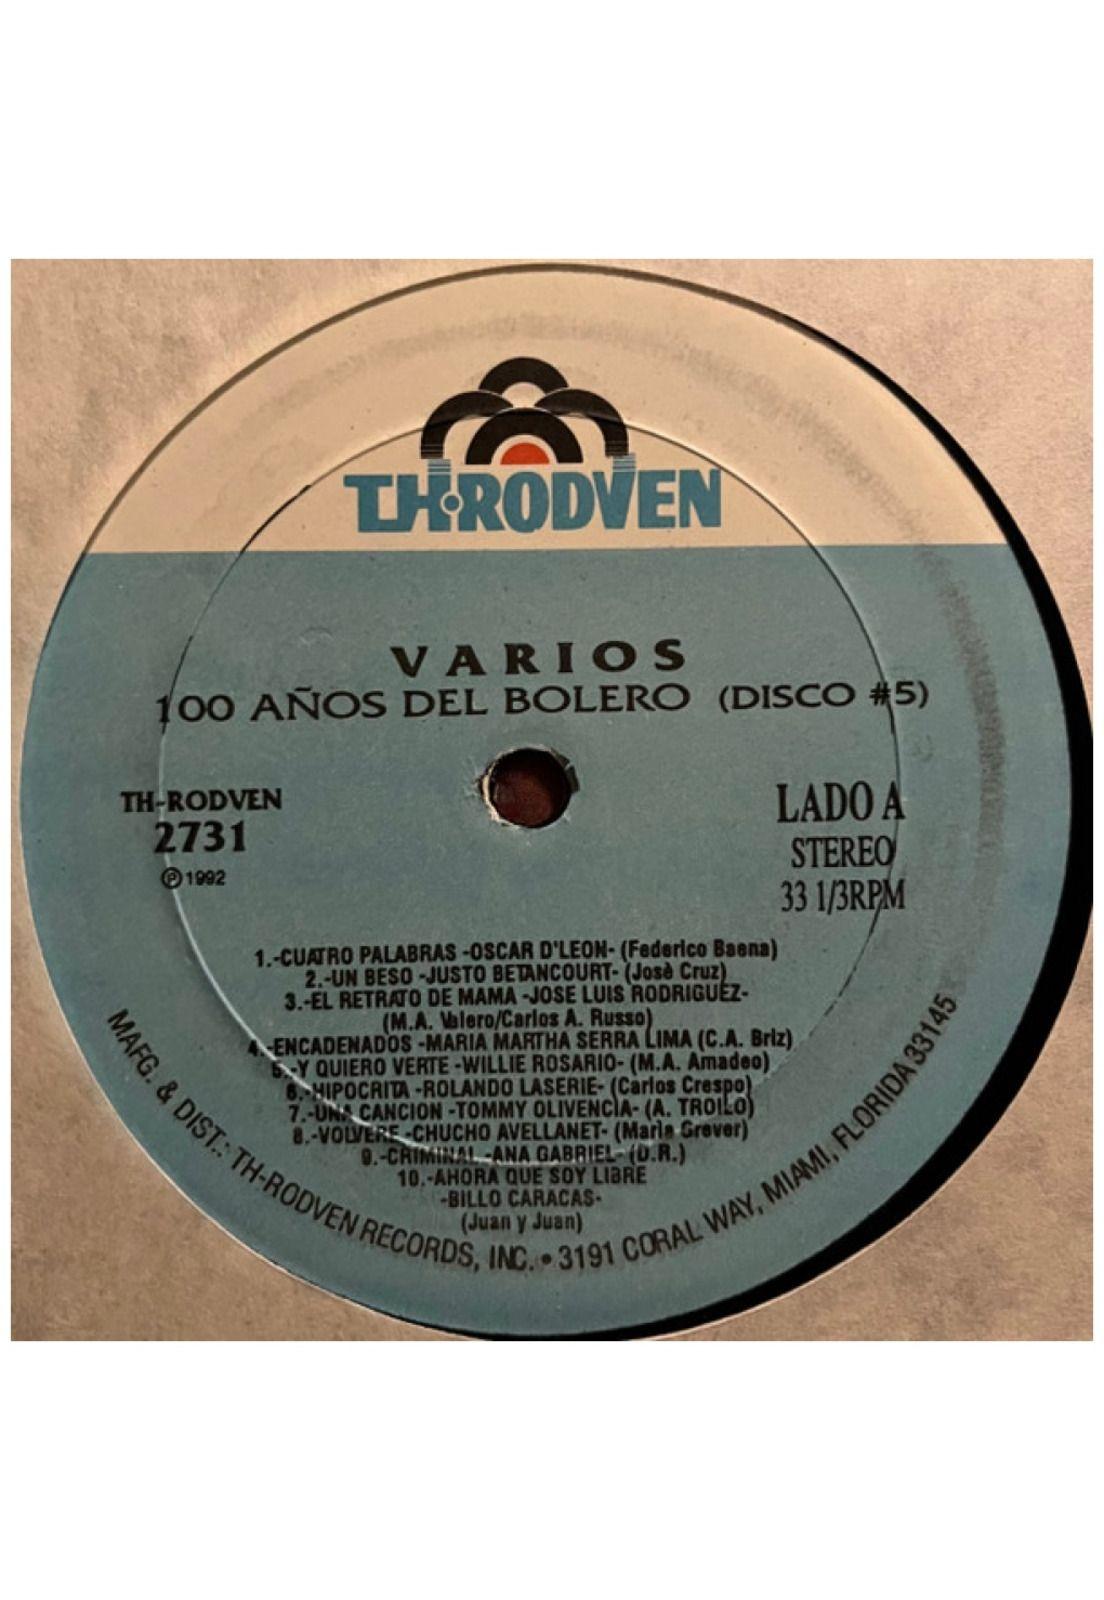 TH·RODVEN
VARIOS
100 AÑOS DEL BOLERO (DISCO #5)
TH-RODVEN
2731
℗ 1992
LADO A
STEREO
33 1/3RPM
1.-CUATRO PALABRAS -OSCAR D'LEON- (Federico Baena)
2.-UN BESO -JUSTO BETANCOURT- (Josè Cruz)
3.-EL RETRATO DE MAMA -JOSE LUIS RODRIGUEZ-
(M.A. Valero/Carlos A. Russo)
4.-ENCADENADOS -MARIA MARTHA SERRA LIMA (C.A. Briz)
5.-Y QUIERO VERTE -WILLIE ROSARIO- (M.A. Amadeo)
6.-HIPOCRITA -ROLANDO LASERIE- (Carlos Crespo)
7.-UNA CANCION -TOMMY OLIVENCIA- (A. TROILO)
8.-VOLVERE -CHUCHO AVELLANET- (Maria Grever)
9.-CRIMINAL -ANA GABRIEL- (D.R.)
10.-AHORA QUE SOY LIBRE
-BILLO CARACAS-
(Juan y Juan)
MAFG. & DIST.: TH-RODVEN RECORDS, INC. • 3191 CORAL WAY, MIAMI, FLORIDA 33145